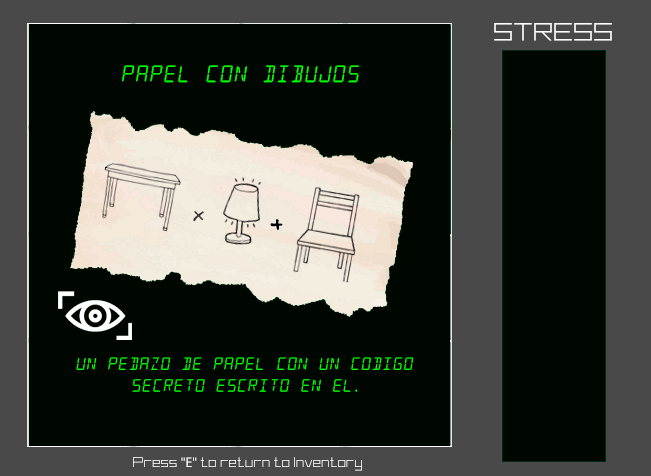 STRESS
PAPEL CON DIBUJOS
× +
UN PEDAZO DE PAPEL CON UN CODIGO
SECRETO ESCRITO EN EL.
Press "E" to return to Inventory